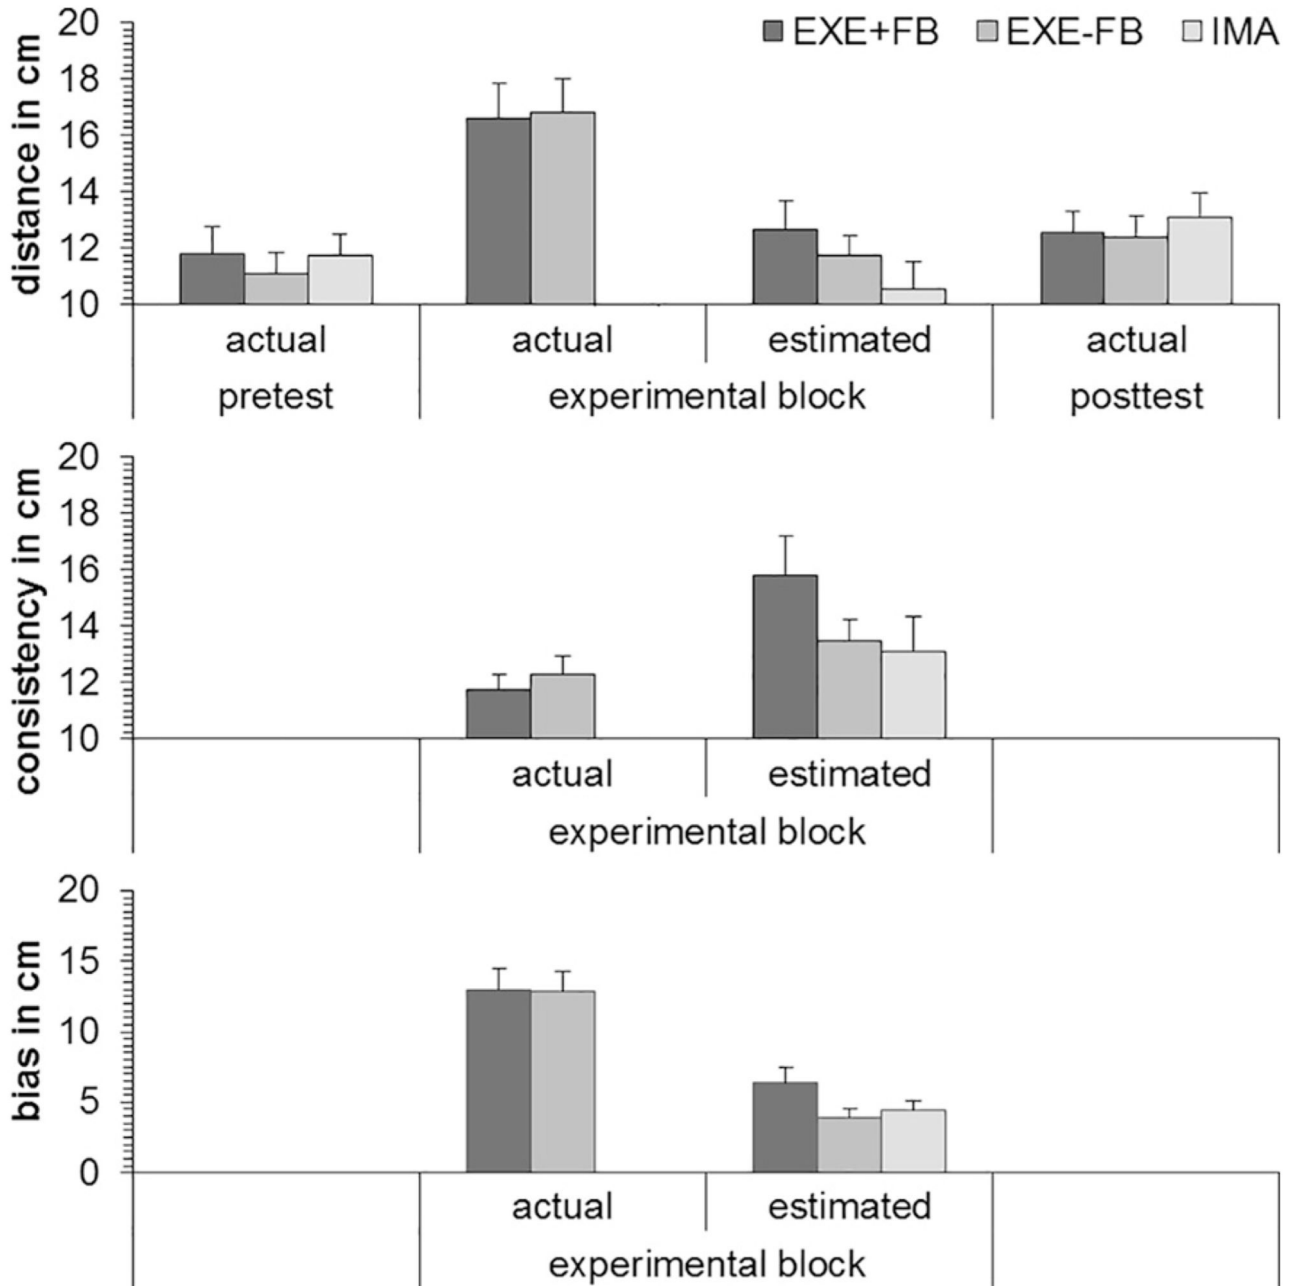 EXE+FB EXE-FB IMA
distance in cm
20
18
16
14
12
10
actual actual estimated actual
pretest experimental block posttest
consistency in cm
20
18
16
14
12
10
actual estimated
experimental block
bias in cm
20
15
10
5
0
actual estimated
experimental block